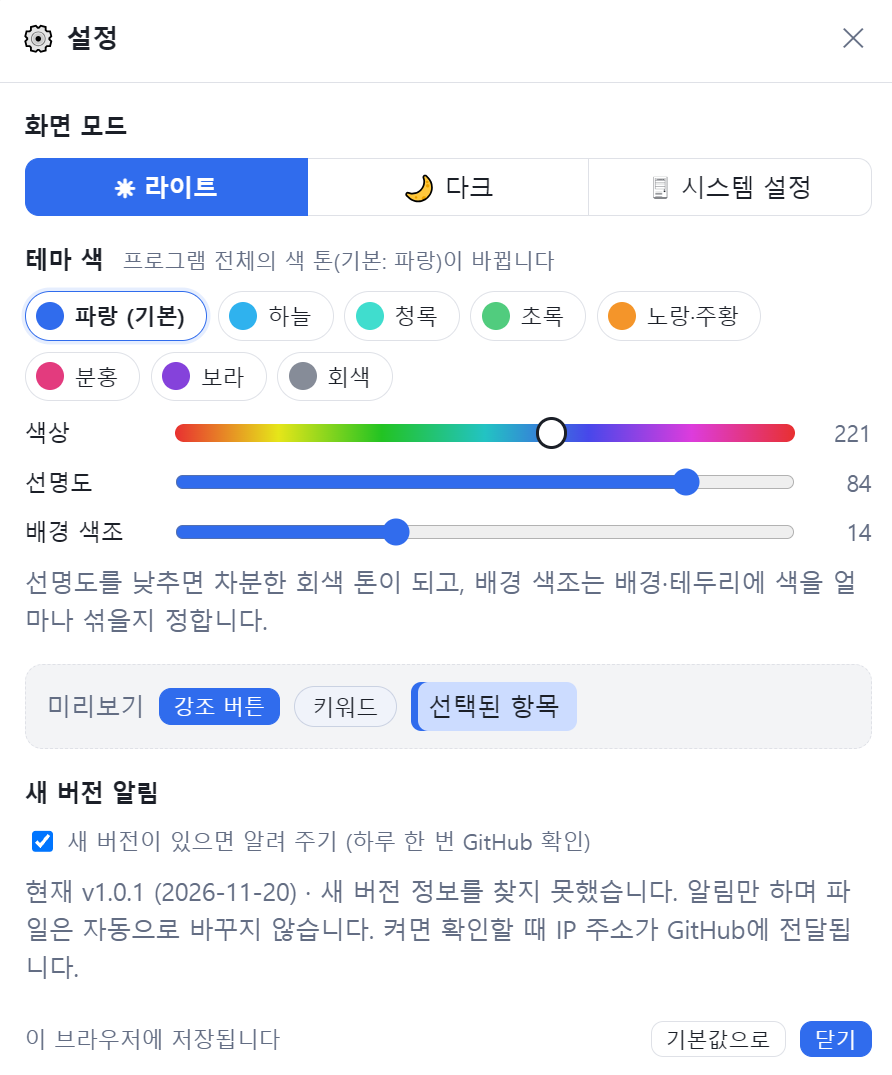 설정
화면 모드
라이트 다크 시스템 설정
테마 색 프로그램 전체의 색 톤(기본: 파랑)이 바뀝니다
파랑 (기본) 하늘 청록 초록 노랑·주황
분홍 보라 회색
색상 221
선명도 84
배경 색조 14
선명도를 낮추면 차분한 회색 톤이 되고, 배경 색조는 배경·테두리에 색을 얼
마나 섞을지 정합니다.
미리보기 강조 버튼 키워드 선택된 항목
새 버전 알림
새 버전이 있으면 알려 주기 (하루 한 번 GitHub 확인)
현재 v1.0.1 (2026-11-20) · 새 버전 정보를 찾지 못했습니다. 알림만 하며 파
일은 자동으로 바꾸지 않습니다. 켜면 확인할 때 IP 주소가 GitHub에 전달됩
니다.
이 브라우저에 저장됩니다 기본값으로 닫기